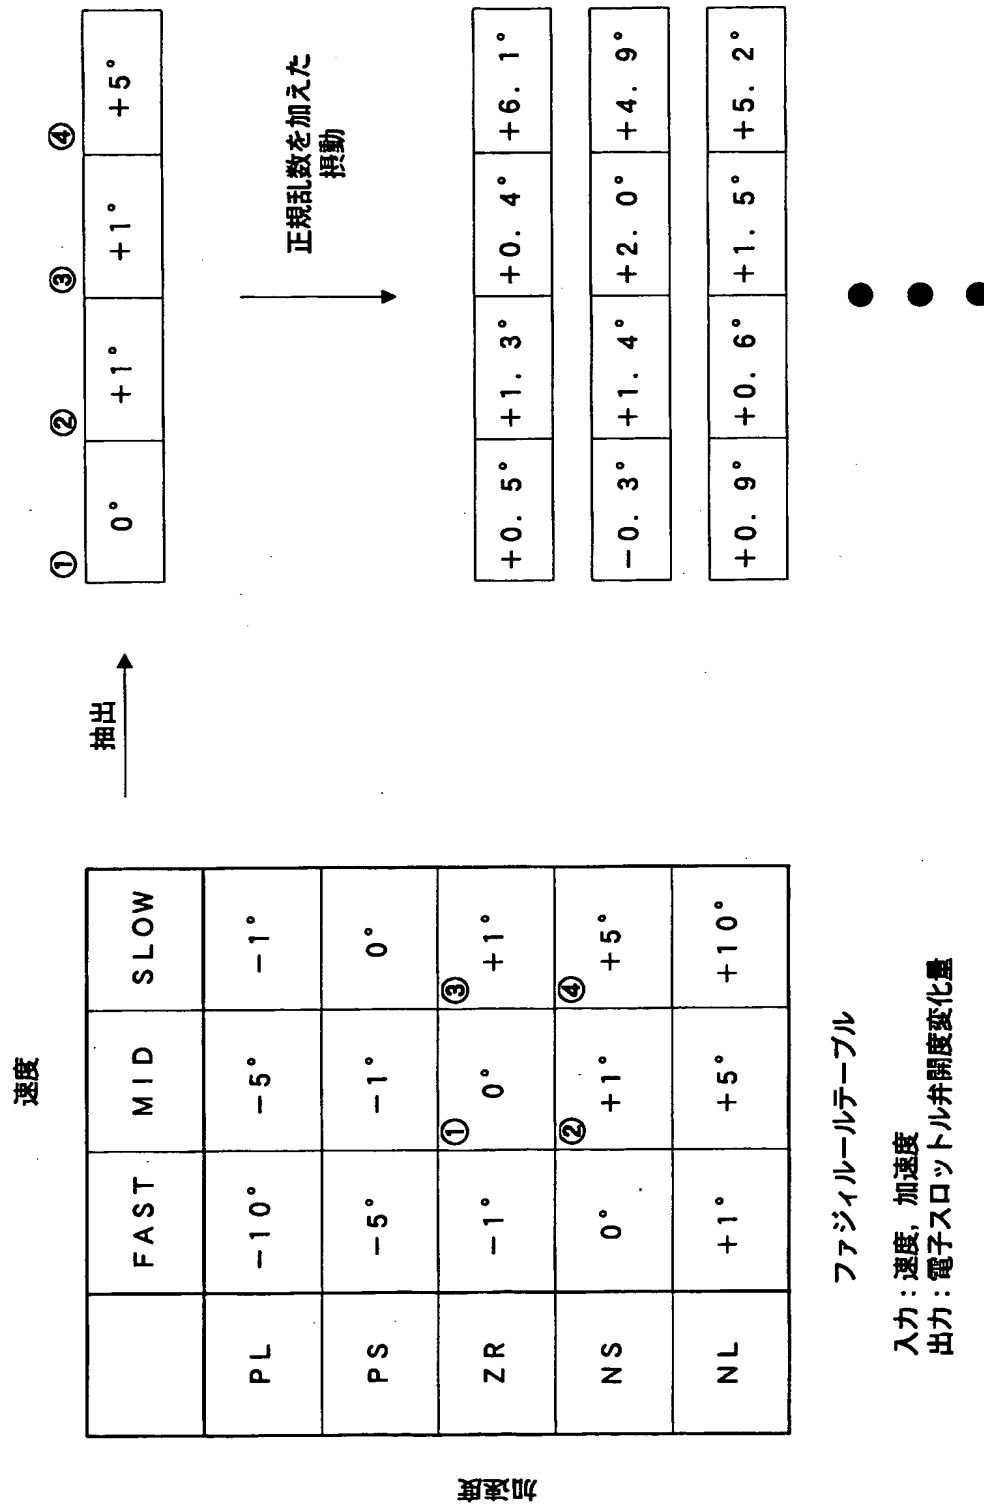 速度
加速度
FAST MID SLOW
PL −10° −5° −1°
PS −5° −1° 0°
ZR −1° ① 0° ③ +1°
NS 0° ② +1° ④ +5°
NL +1° +5° +10°
ファジィルールテーブル
入力：速度，加速度
出力：電子スロットル弁開度変化量
抽出
① ② ③ ④
0° +1° +1° +5°
正規乱数を加えた
摂動
+0.5° +1.3° +0.4° +6.1°
−0.3° +1.4° +2.0° +4.9°
+0.9° +0.6° +1.5° +5.2°